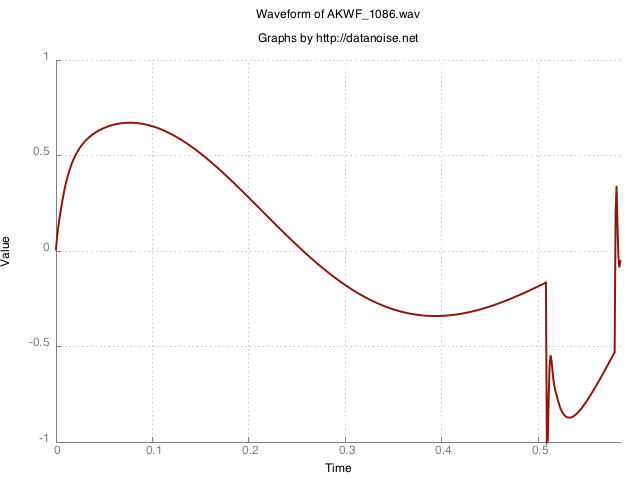 Waveform of AKWF_1086.wav
Graphs by http://datanoise.net
1
0.5
0
-0.5
-1
0 0.1 0.2 0.3 0.4 0.5
Value
Time